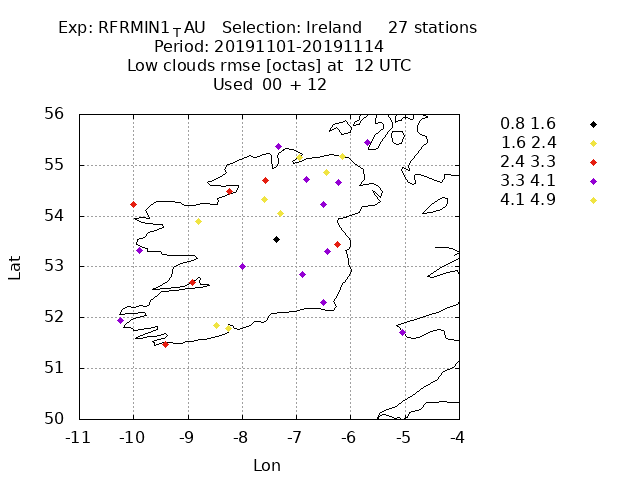 Exp: RFRMIN1TAU Selection: Ireland 27 stations
Period: 20191101-20191114
Low clouds rmse [octas] at 12 UTC
Used 00 + 12
56
55
54
53
52
51
50
-11 -10 -9 -8 -7 -6 -5 -4
Lat
Lon
0.8 1.6
1.6 2.4
2.4 3.3
3.3 4.1
4.1 4.9